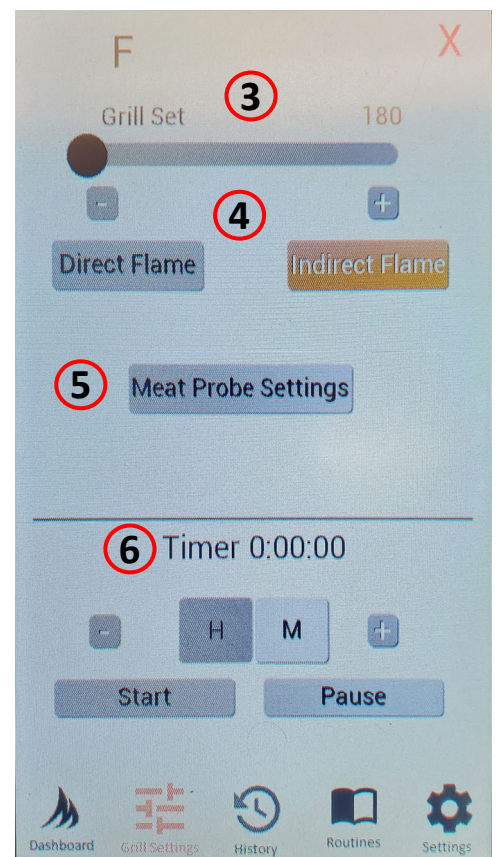 F X
3
Grill Set 180
- +
4
Direct Flame Indirect Flame
5 Meat Probe Settings
6 Timer 0:00:00
- H M +
Start Pause
Dashboard Grill Settings History Routines Settings